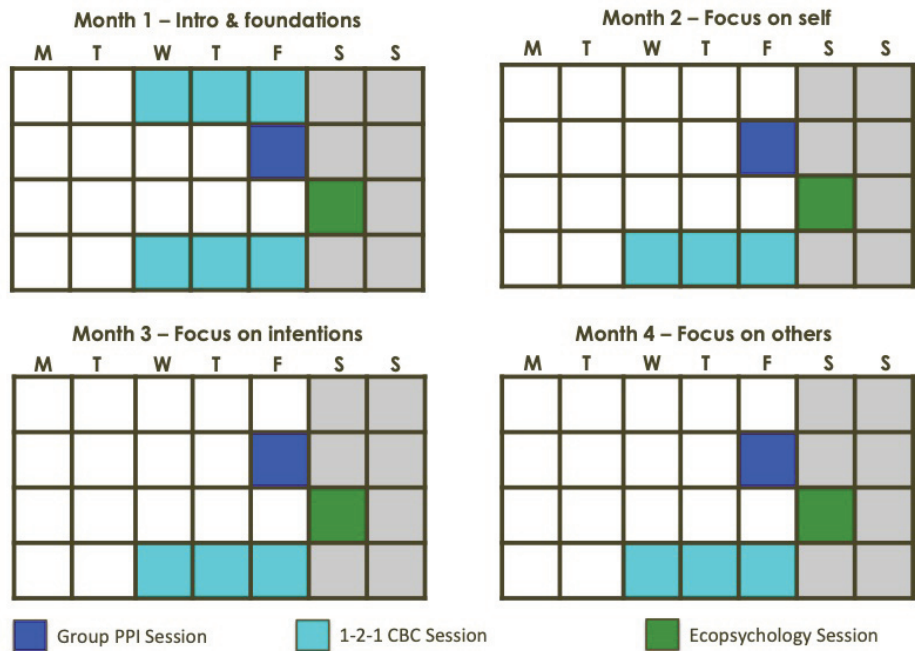 Month 1 – Intro & foundations
M T W T F S S
Month 2 – Focus on self
M T W T F S S
Month 3 – Focus on intentions
M T W T F S S
Month 4 – Focus on others
M T W T F S S
Group PPI Session
1-2-1 CBC Session
Ecopsychology Session